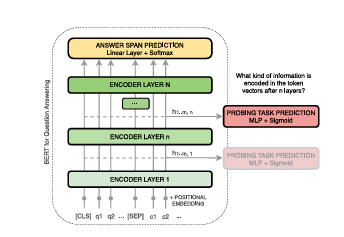 ANSWER SPAN PREDICTION
Linear Layer + Softmax
ENCODER LAYER N
...
What kind of information is
encoded in the token
vectors after n layers?
h1..m, n
PROBING TASK PREDICTION
MLP + Sigmoid
ENCODER LAYER n
h1..m, 1
PROBING TASK PREDICTION
MLP + Sigmoid
ENCODER LAYER 1
+ POSITIONAL
EMBEDDING
[CLS] q1 q2 ... [SEP] c1 c2 ...
BERT for Question Answering